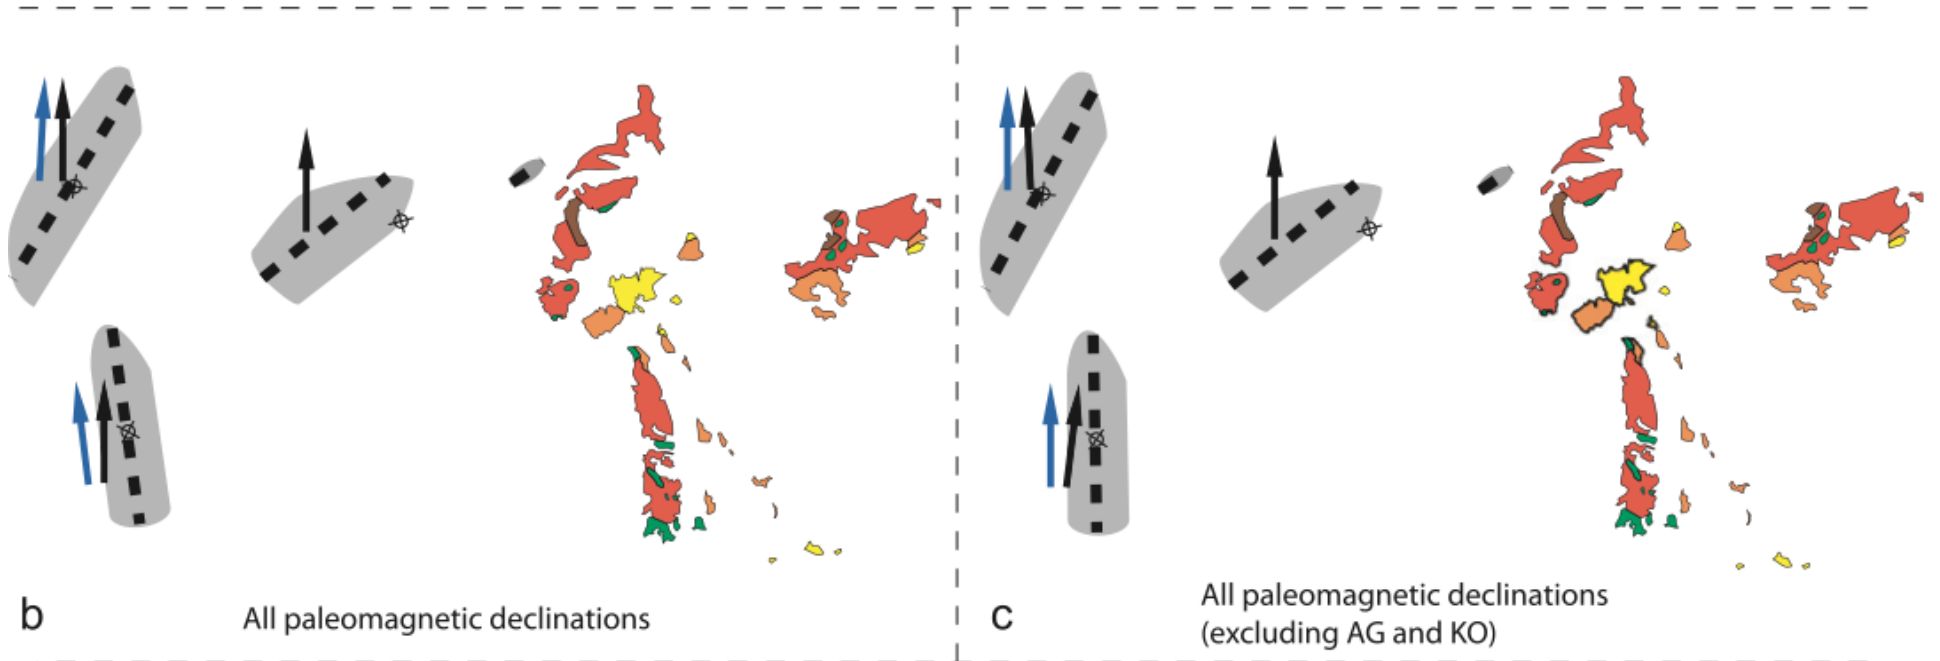 b
All paleomagnetic declinations
c
All paleomagnetic declinations
(excluding AG and KO)